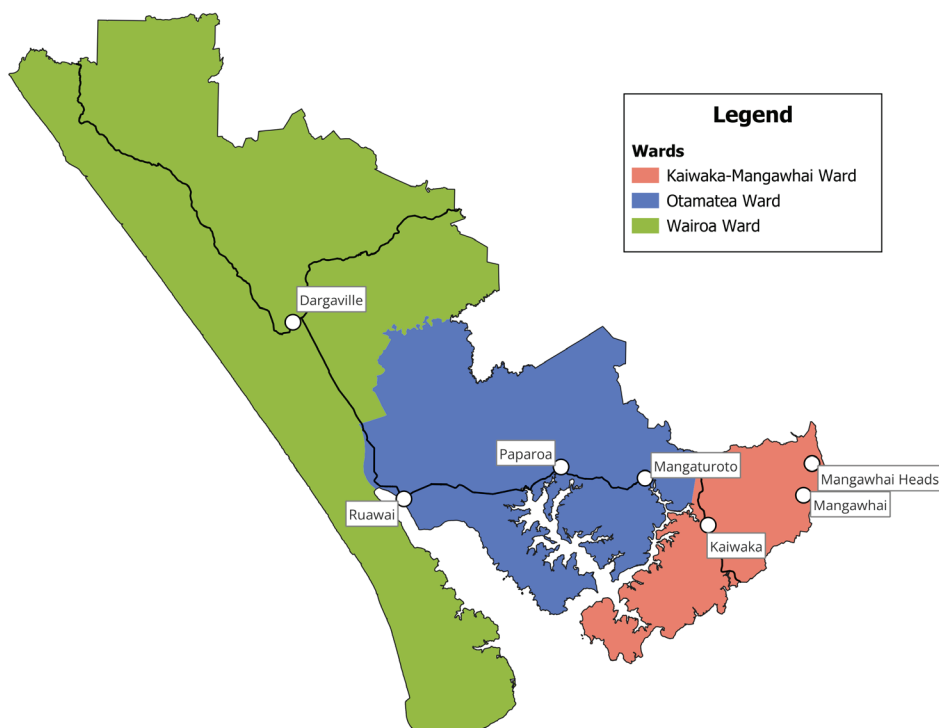 Legend
Wards
Kaiwaka-Mangawhai Ward
Otamatea Ward
Wairoa Ward
Dargaville
Paparoa
Mangaturoto
Mangawhai Heads
Mangawhai
Ruawai
Kaiwaka